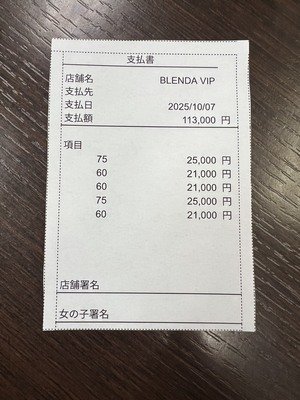 支払書
店舗名 BLENDA VIP
支払先
支払日 2025/10/07
支払額 113,000 円
項目
75 25,000 円
60 21,000 円
60 21,000 円
75 25,000 円
60 21,000 円
店舗署名
女の子署名